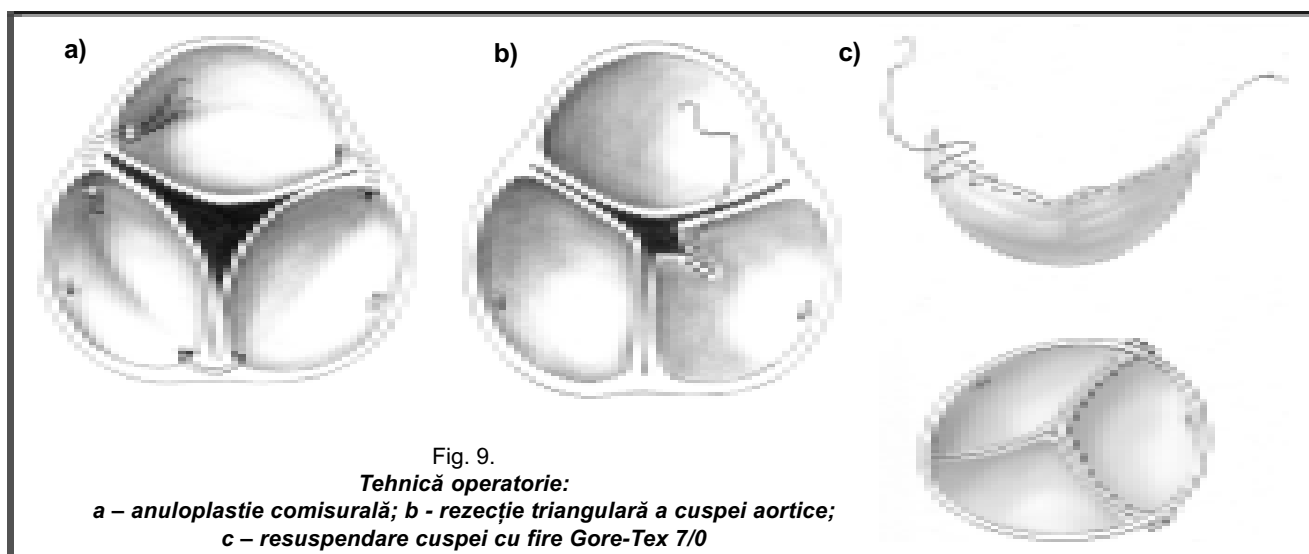 a)
b)
c)
Fig. 9.
Tehnică operatorie:
a – anuloplastie comisurală; b - rezecție triangulară a cuspei aortice;
c – resuspendare cuspei cu fire Gore-Tex 7/0